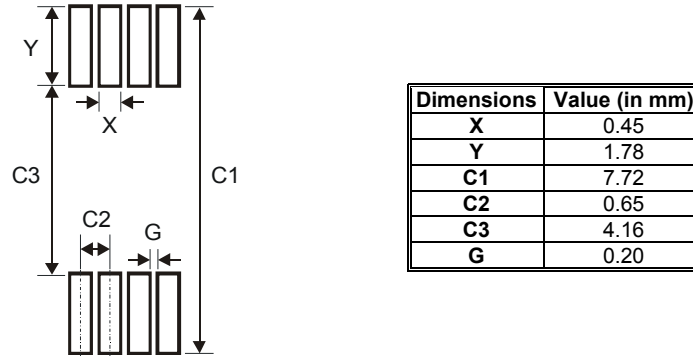 Y
X
C3
C1
C2
G
Dimensions Value (in mm)
X 0.45
Y 1.78
C1 7.72
C2 0.65
C3 4.16
G 0.20